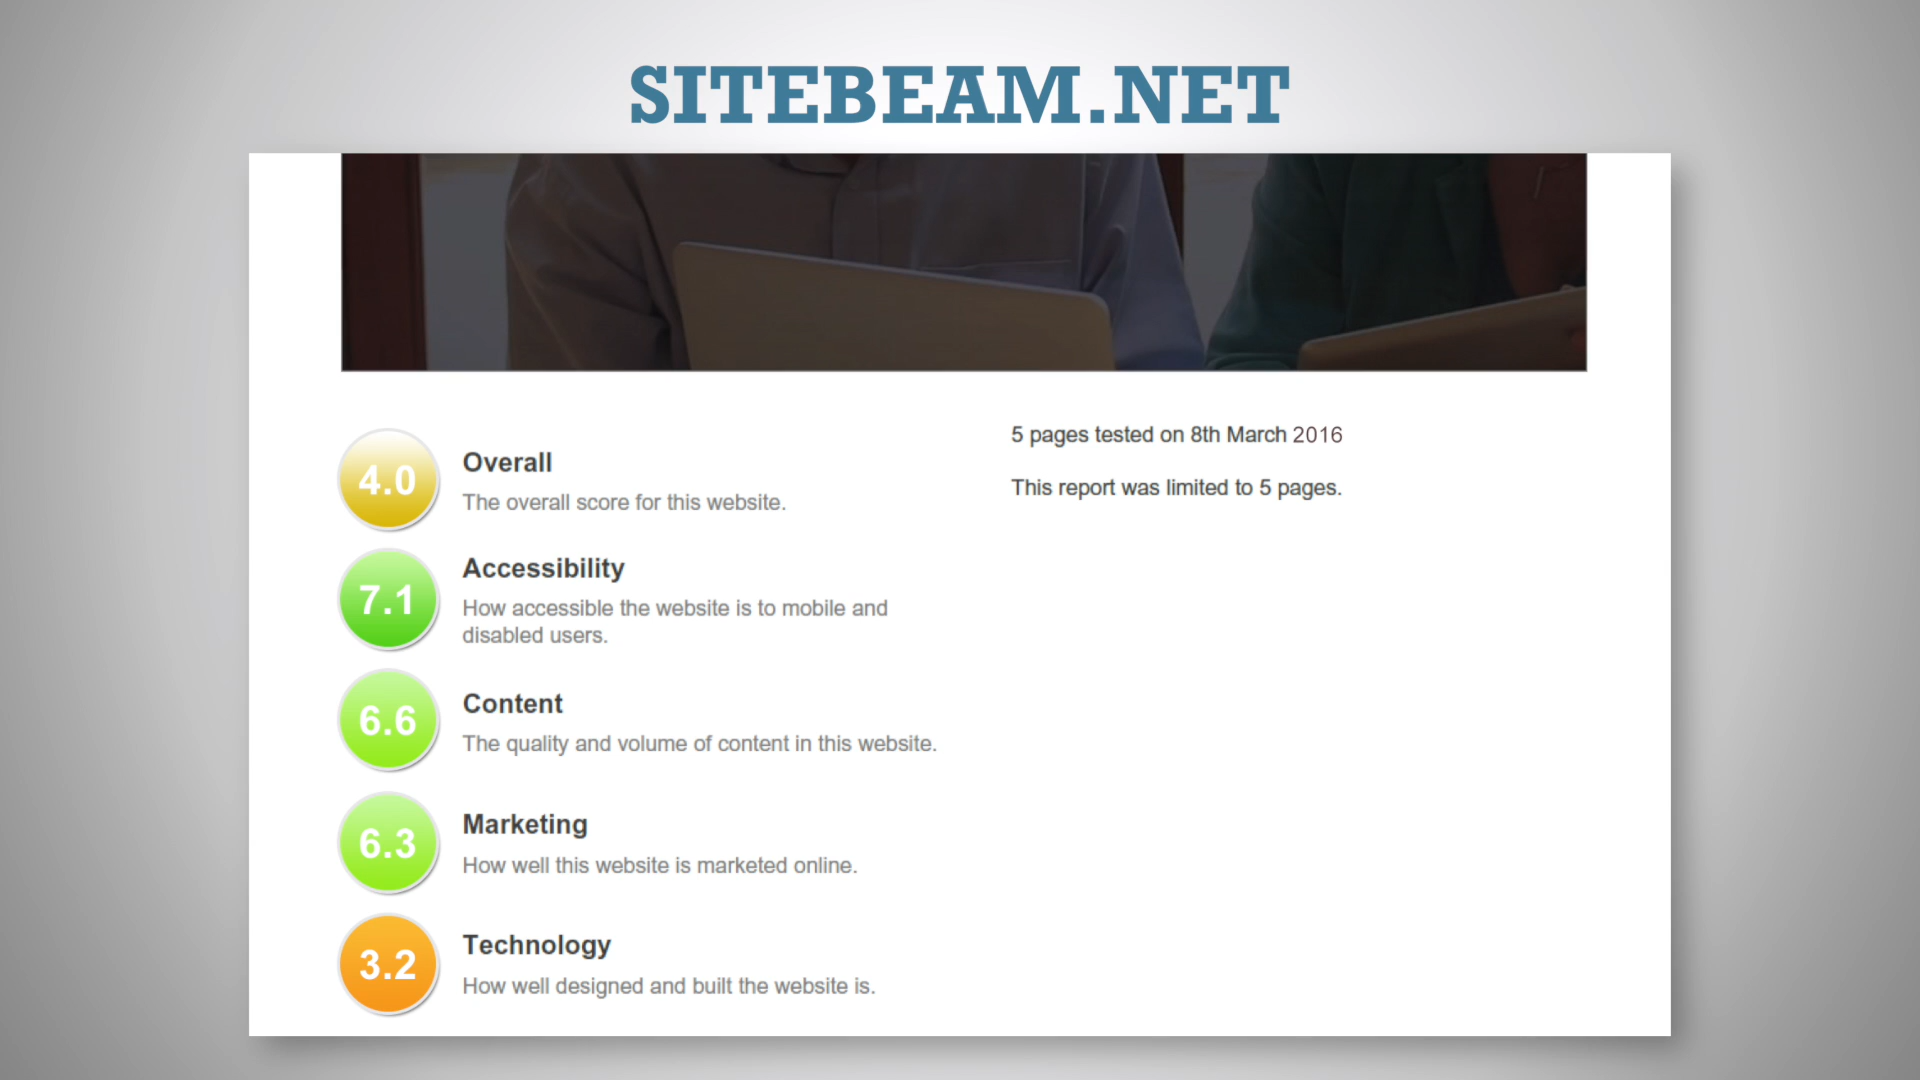 SITEBEAM.NET
5 pages tested on 8th March 2016
This report was limited to 5 pages.
4.0
Overall
The overall score for this website.
7.1
Accessibility
How accessible the website is to mobile and
disabled users.
6.6
Content
The quality and volume of content in this website.
6.3
Marketing
How well this website is marketed online.
3.2
Technology
How well designed and built the website is.